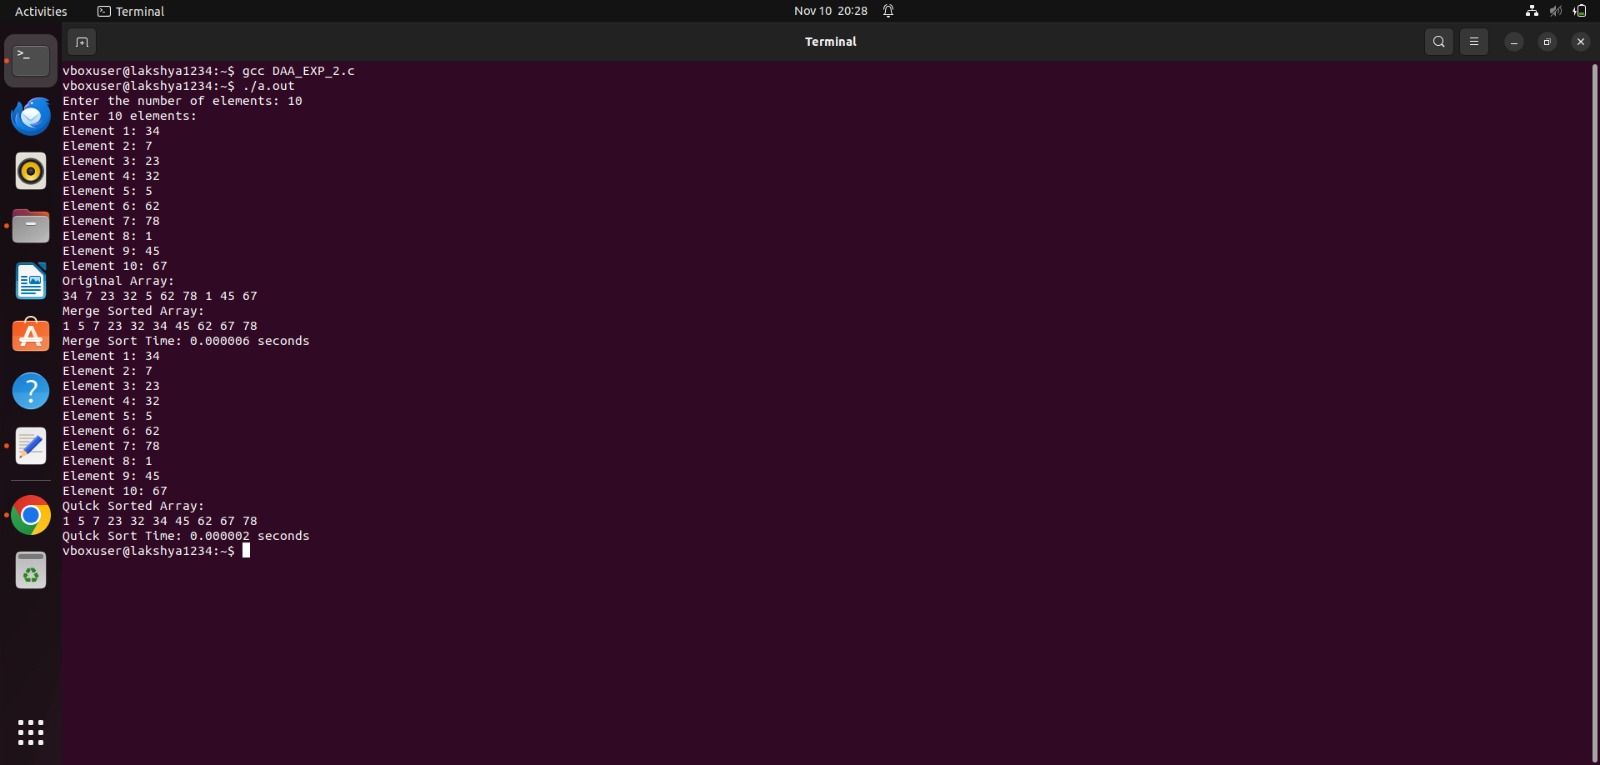 Activities
Terminal
Nov 10 20:28
Terminal
vboxuser@lakshya1234:~$ gcc DAA_EXP_2.c
vboxuser@lakshya1234:~$ ./a.out
Enter the number of elements: 10
Enter 10 elements:
Element 1: 34
Element 2: 7
Element 3: 23
Element 4: 32
Element 5: 5
Element 6: 62
Element 7: 78
Element 8: 1
Element 9: 45
Element 10: 67
Original Array:
34 7 23 32 5 62 78 1 45 67
Merge Sorted Array:
1 5 7 23 32 34 45 62 67 78
Merge Sort Time: 0.000006 seconds
Element 1: 34
Element 2: 7
Element 3: 23
Element 4: 32
Element 5: 5
Element 6: 62
Element 7: 78
Element 8: 1
Element 9: 45
Element 10: 67
Quick Sorted Array:
1 5 7 23 32 34 45 62 67 78
Quick Sort Time: 0.000002 seconds
vboxuser@lakshya1234:~$